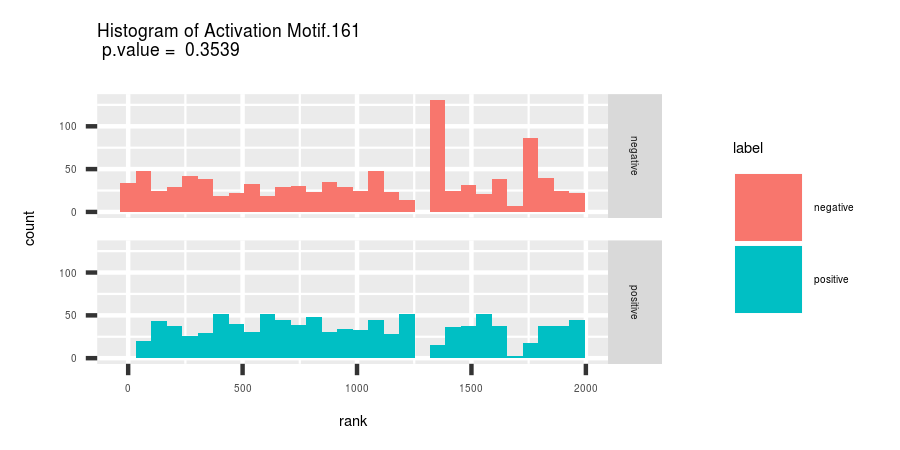 Histogram of Activation Motif.161
p.value = 0.3539
count
100
50
0
negative
100
50
0
positive
0 500 1000 1500 2000
rank
label
negative
positive